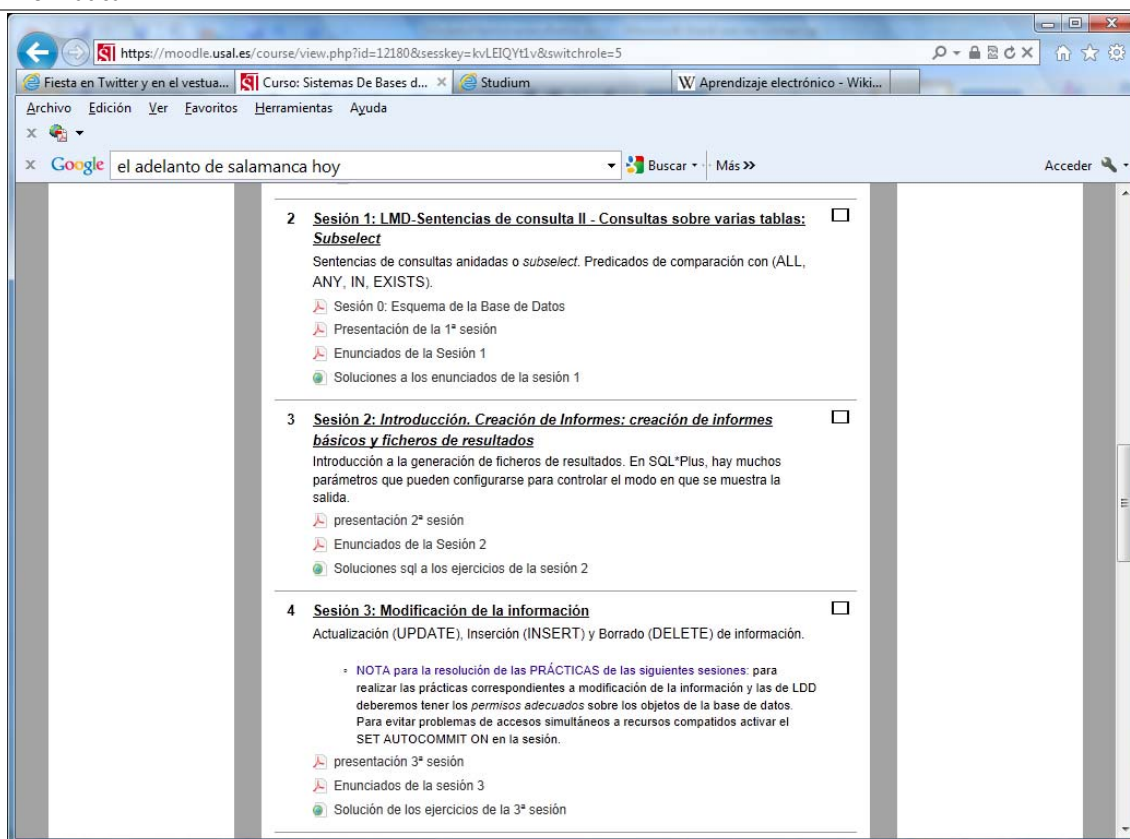 https://moodle.usal.es/course/view.php?id=12180&sesskey=kvLEIQYt1v&switchrole=5
Fiesta en Twitter y en el vestua... Curso: Sistemas De Bases d... Studium W Aprendizaje electrónico - Wiki...
Archivo Edición Ver Favoritos Herramientas Ayuda
x
x Google el adelanto de salamanca hoy Buscar Más >> Acceder
2 Sesión 1: LMD-Sentencias de consulta II - Consultas sobre varias tablas:
Subselect
Sentencias de consultas anidadas o subselect. Predicados de comparación con (ALL,
ANY, IN, EXISTS).
Sesión 0: Esquema de la Base de Datos
Presentación de la 1ª sesión
Enunciados de la Sesión 1
Soluciones a los enunciados de la sesión 1
3 Sesión 2: Introducción. Creación de Informes: creación de informes
básicos y ficheros de resultados
Introducción a la generación de ficheros de resultados. En SQL*Plus, hay muchos
parámetros que pueden configurarse para controlar el modo en que se muestra la
salida.
presentación 2ª sesión
Enunciados de la Sesión 2
Soluciones sql a los ejercicios de la sesión 2
4 Sesión 3: Modificación de la información
Actualización (UPDATE), Inserción (INSERT) y Borrado (DELETE) de información.
NOTA para la resolución de las PRÁCTICAS de las siguientes sesiones: para
realizar las prácticas correspondientes a modificación de la información y las de LDD
deberemos tener los permisos adecuados sobre los objetos de la base de datos.
Para evitar problemas de accesos simultáneos a recursos compatidos activar el
SET AUTOCOMMIT ON en la sesión.
presentación 3ª sesión
Enunciados de la sesión 3
Solución de los ejercicios de la 3ª sesión